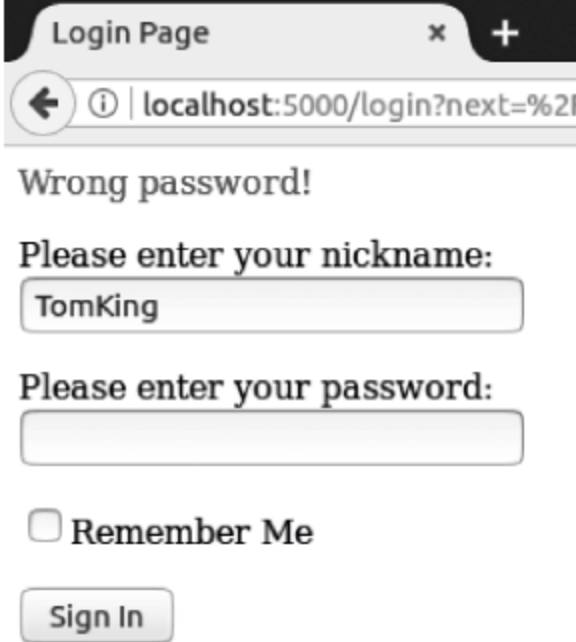 Login Page
localhost:5000/login?next=%2
Wrong password!
Please enter your nickname:
TomKing
Please enter your password:
Remember Me
Sign In